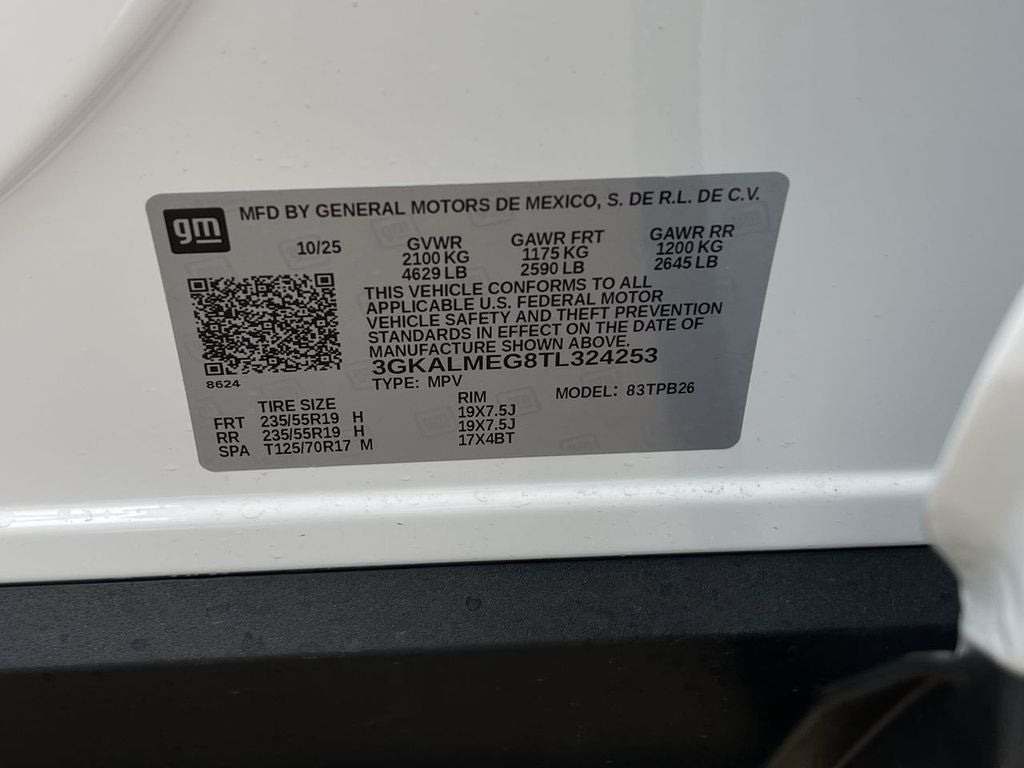 gm MFD BY GENERAL MOTORS DE MEXICO, S. DE R.L. DE C.V.
10/25 GVWR GAWR FRT GAWR RR
2100 KG 1175 KG 1200 KG
4629 LB 2590 LB 2645 LB
THIS VEHICLE CONFORMS TO ALL
APPLICABLE U.S. FEDERAL MOTOR
VEHICLE SAFETY AND THEFT PREVENTION
STANDARDS IN EFFECT ON THE DATE OF
MANUFACTURE SHOWN ABOVE.
3GKALMEG8TL324253
8624
TYPE: MPV MODEL: 83TPB26
TIRE SIZE RIM
FRT 235/55R19 H 19X7.5J
RR 235/55R19 H 19X7.5J
SPA T125/70R17 M 17X4BT